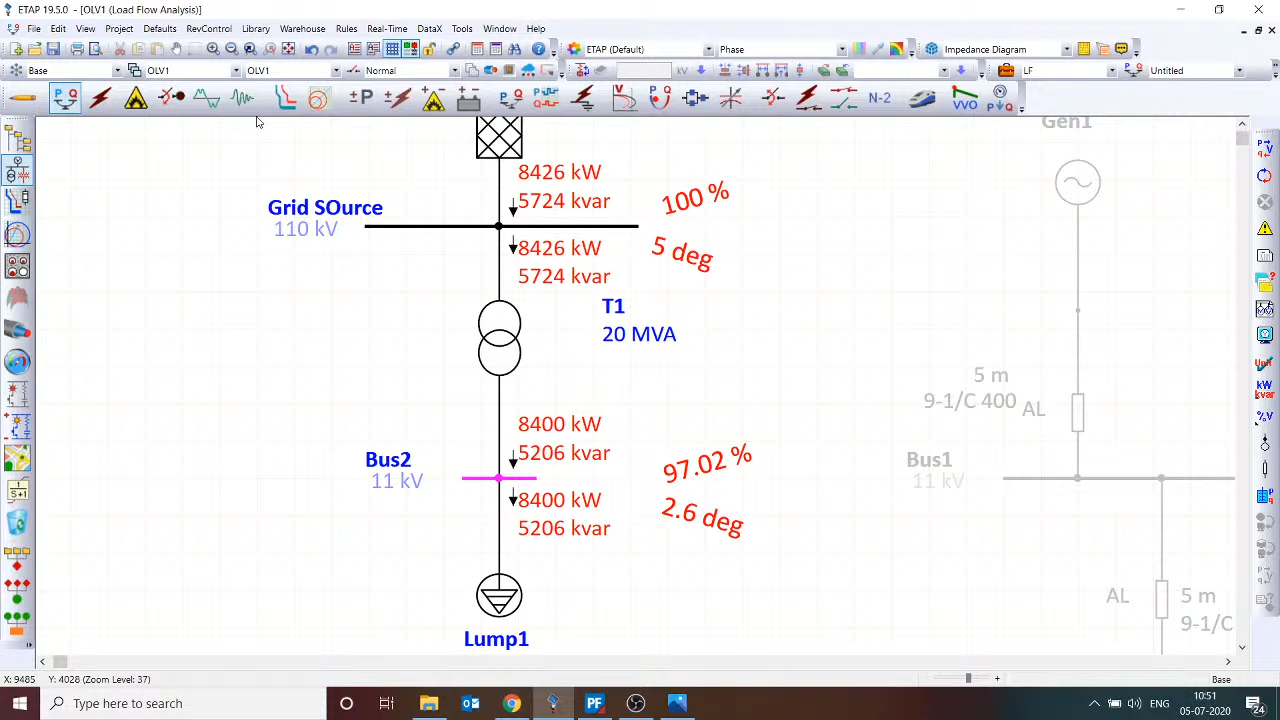 ETAP 19.5.0 - [OLV1 (Load Flow Analysis)]
File Edit View Project Defaults RevControl Library Warehouse Rules Real-Time DataX Tools Window Help
ETAP (Default) Phase Impedance Diagram
Base OLV1 OLV1 Normal kV LF Untitled
N-2 VVO
Gen1
8426 kW
5724 kvar
100 %
Grid SOurce
110 kV
8426 kW
5724 kvar
5 deg
T1
20 MVA
5 m
9-1/C 400 AL
8400 kW
5206 kvar
97.02 %
Bus2
11 kV
Bus1
11 kV
8400 kW
5206 kvar
2.6 deg
AL 5 m
9-1/C
Lump1
X: 9485 Y: 4028 (Zoom Level: 37) Base
Type here to search
ENG
10:51
05-07-2020
24